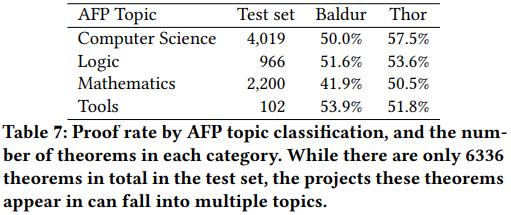 AFP Topic Test set Baldur Thor
Computer Science 4,019 50.0% 57.5%
Logic 966 51.6% 53.6%
Mathematics 2,200 41.9% 50.5%
Tools 102 53.9% 51.8%
Table 7: Proof rate by AFP topic classification, and the num-
ber of theorems in each category. While there are only 6336
theorems in total in the test set, the projects these theorems
appear in can fall into multiple topics.